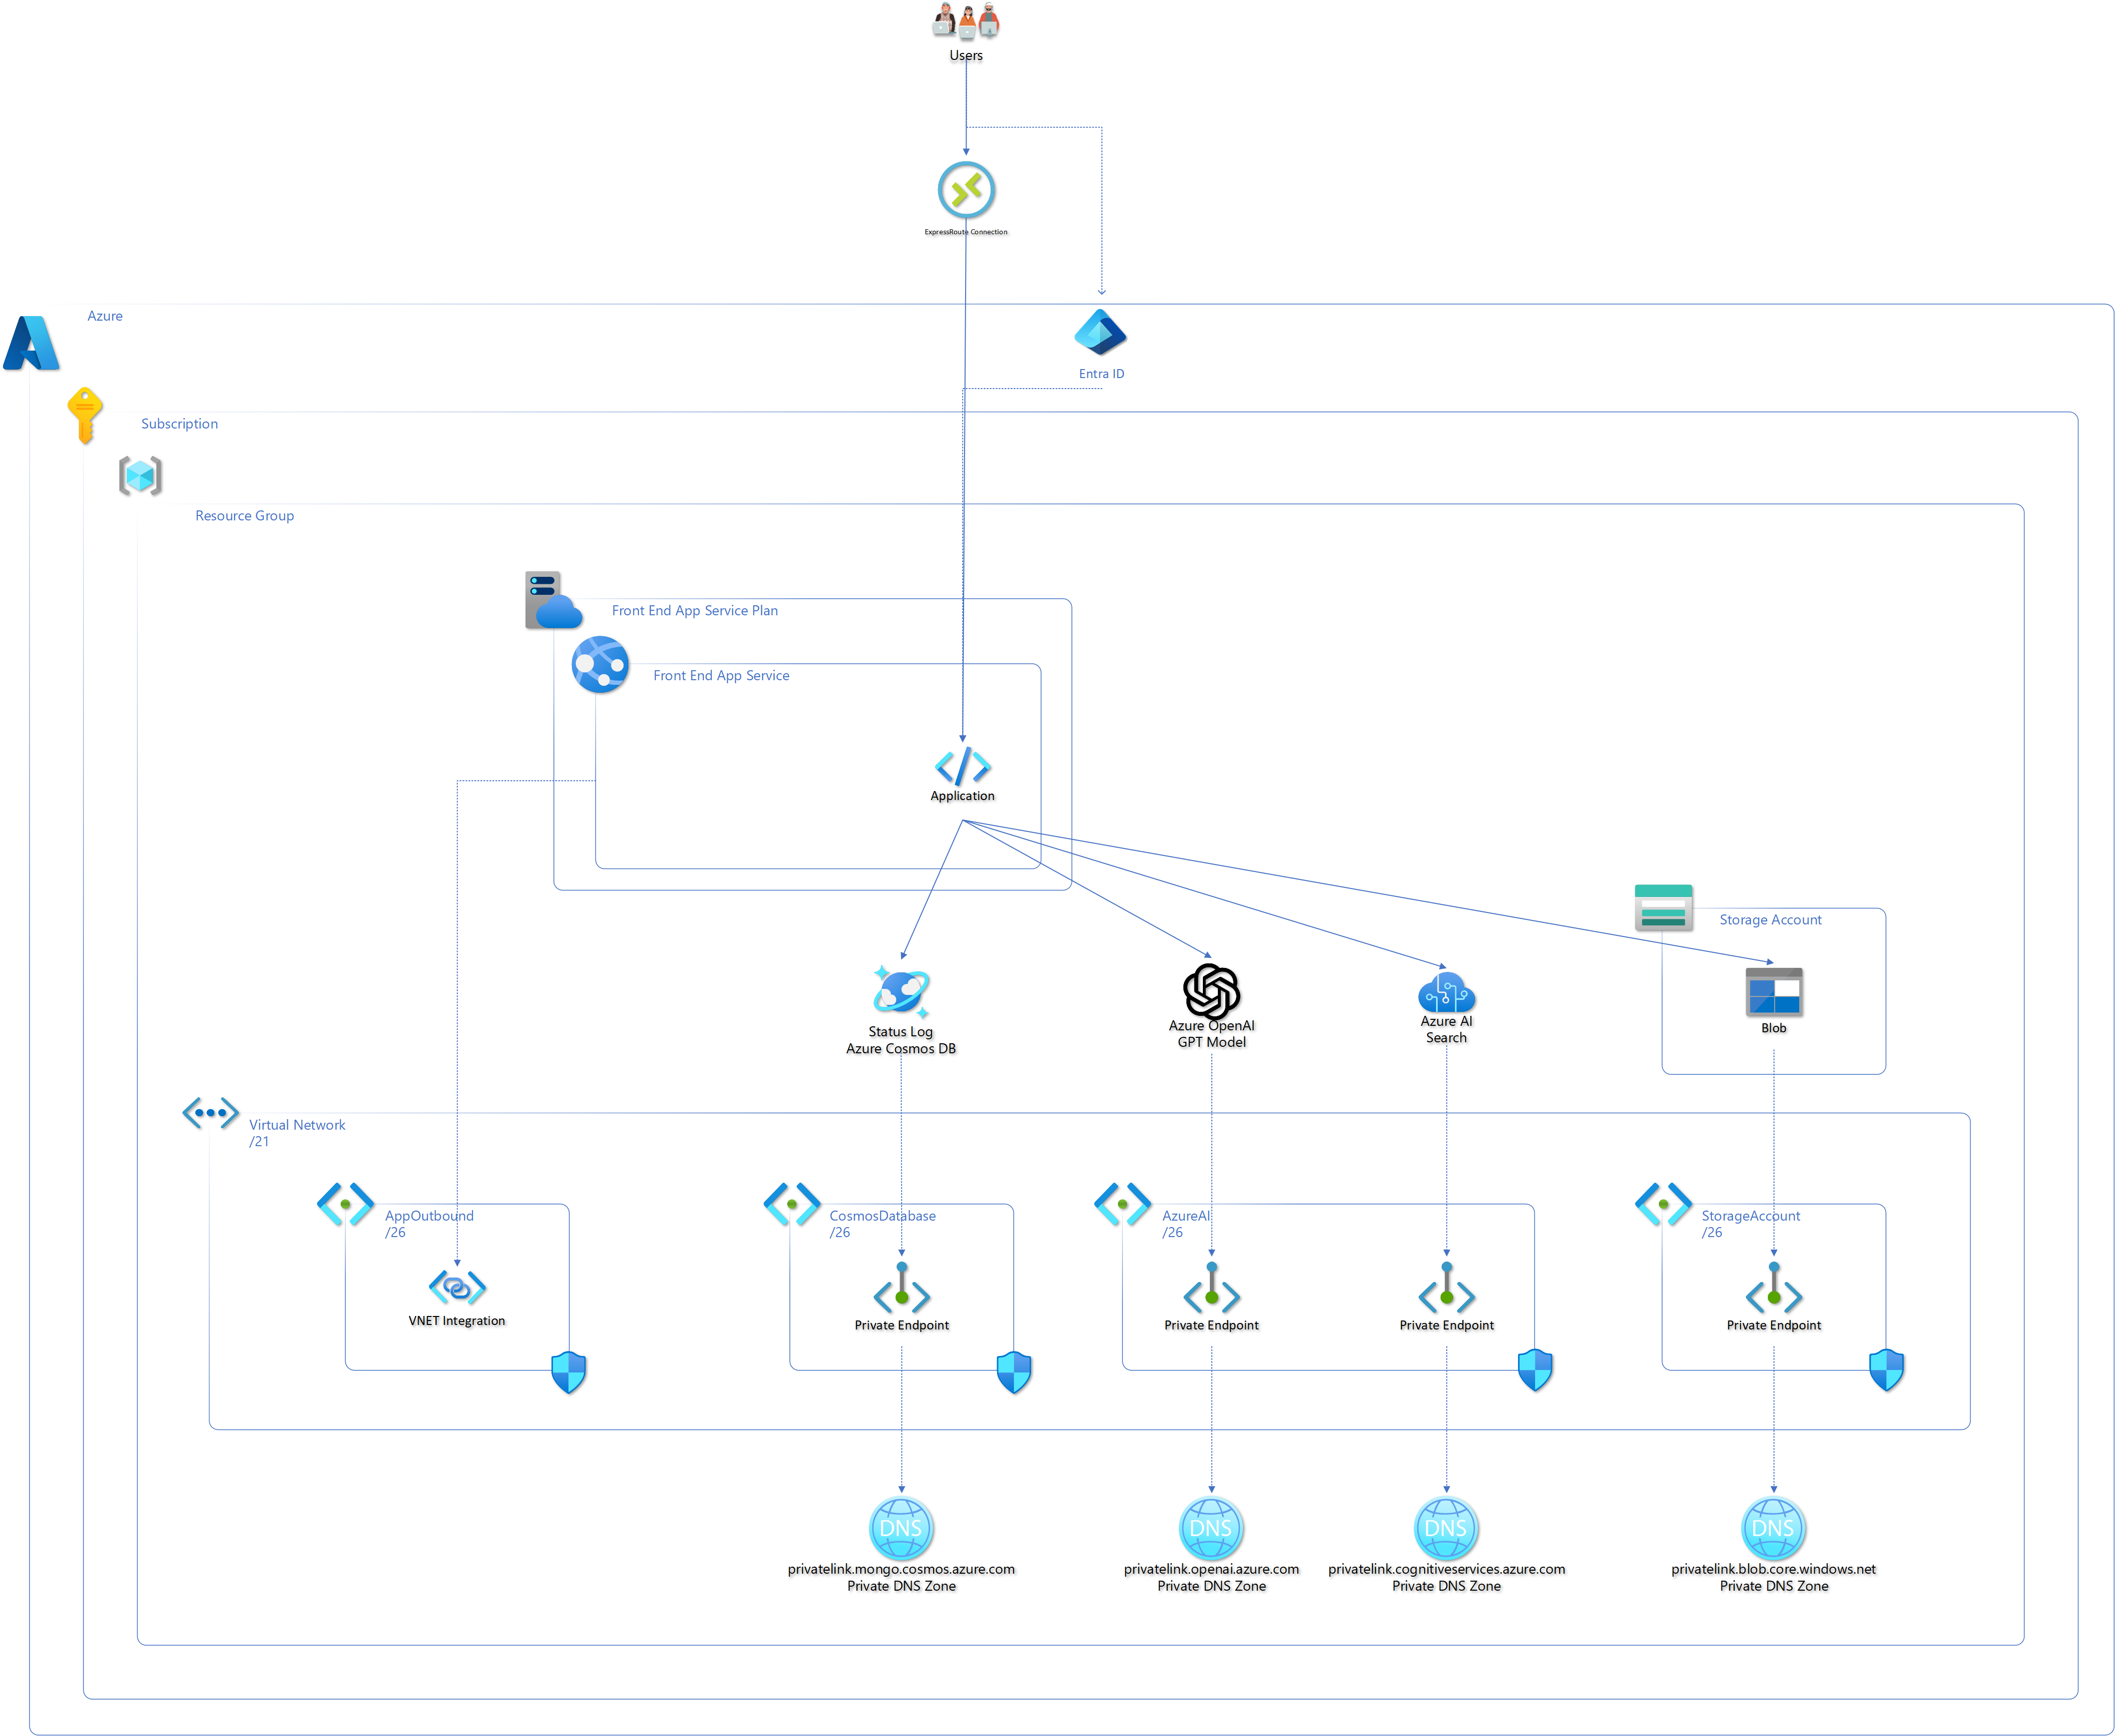 Users
ExpressRoute Connection
Azure
Entra ID
Subscription
Resource Group
Front End App Service Plan
Front End App Service
Application
Storage Account
Status Log
Azure Cosmos DB
Azure OpenAI
GPT Model
Azure AI
Search
Blob
Virtual Network
/21
AppOutbound
/26
CosmosDatabase
/26
AzureAI
/26
StorageAccount
/26
VNET Integration
Private Endpoint
Private Endpoint
Private Endpoint
Private Endpoint
DNS
DNS
DNS
DNS
privatelink.mongo.cosmos.azure.com
Private DNS Zone
privatelink.openai.azure.com
Private DNS Zone
privatelink.cognitiveservices.azure.com
Private DNS Zone
privatelink.blob.core.windows.net
Private DNS Zone